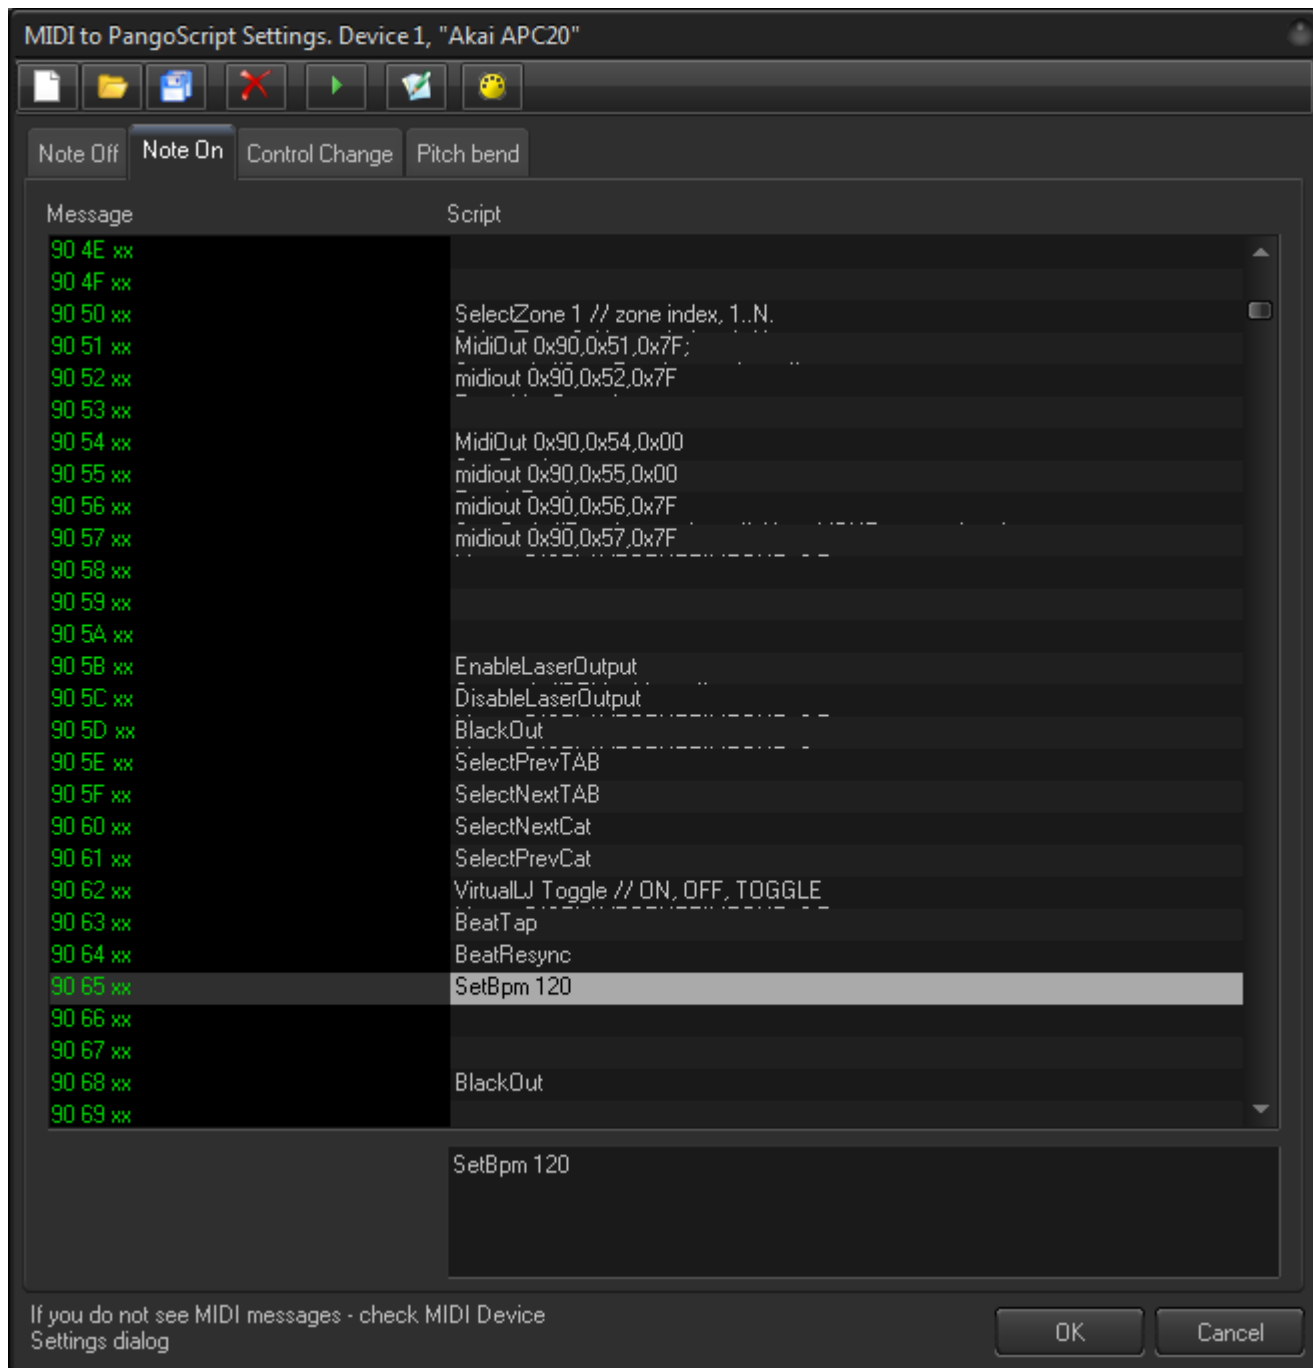 MIDI to PangoScript Settings. Device 1, "Akai APC20"
Note Off Note On Control Change Pitch bend
Message Script
90 4E xx
90 4F xx
90 50 xx SelectZone 1 // zone index, 1..N.
90 51 xx MidiOut 0x90,0x51,0x7F;
90 52 xx midiout 0x90,0x52,0x7F
90 53 xx
90 54 xx MidiOut 0x90,0x54,0x00
90 55 xx midiout 0x90,0x55,0x00
90 56 xx midiout 0x90,0x56,0x7F
90 57 xx midiout 0x90,0x57,0x7F
90 58 xx
90 59 xx
90 5A xx
90 5B xx EnableLaserOutput
90 5C xx DisableLaserOutput
90 5D xx BlackOut
90 5E xx SelectPrevTAB
90 5F xx SelectNextTAB
90 60 xx SelectNextCat
90 61 xx SelectPrevCat
90 62 xx VirtualLJ Toggle // ON, OFF, TOGGLE
90 63 xx BeatTap
90 64 xx BeatResync
90 65 xx SetBpm 120
90 66 xx
90 67 xx
90 68 xx BlackOut
90 69 xx
SetBpm 120
If you do not see MIDI messages - check MIDI Device
Settings dialog
OK Cancel